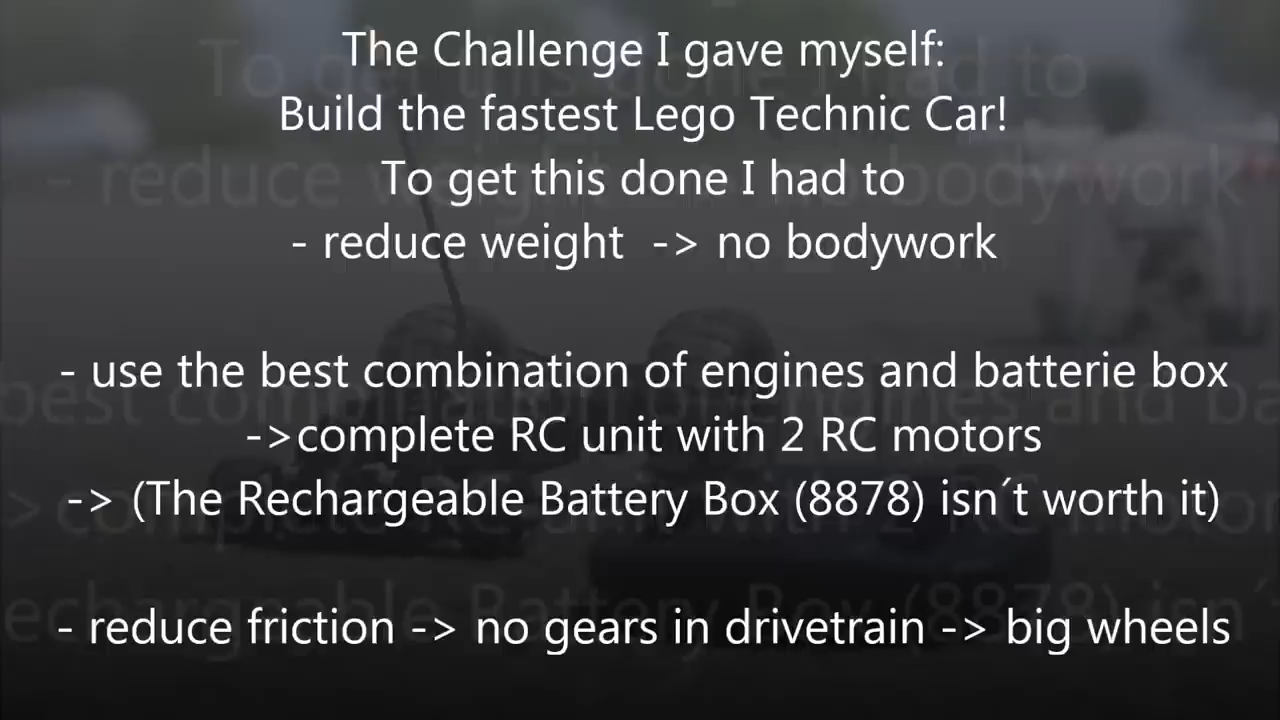 The Challenge I gave myself:
Build the fastest Lego Technic Car!
To get this done I had to
- reduce weight  -> no bodywork
- use the best combination of engines and batterie box
->complete RC unit with 2 RC motors
-> (The Rechargeable Battery Box (8878) isn´t worth it)
- reduce friction -> no gears in drivetrain -> big wheels